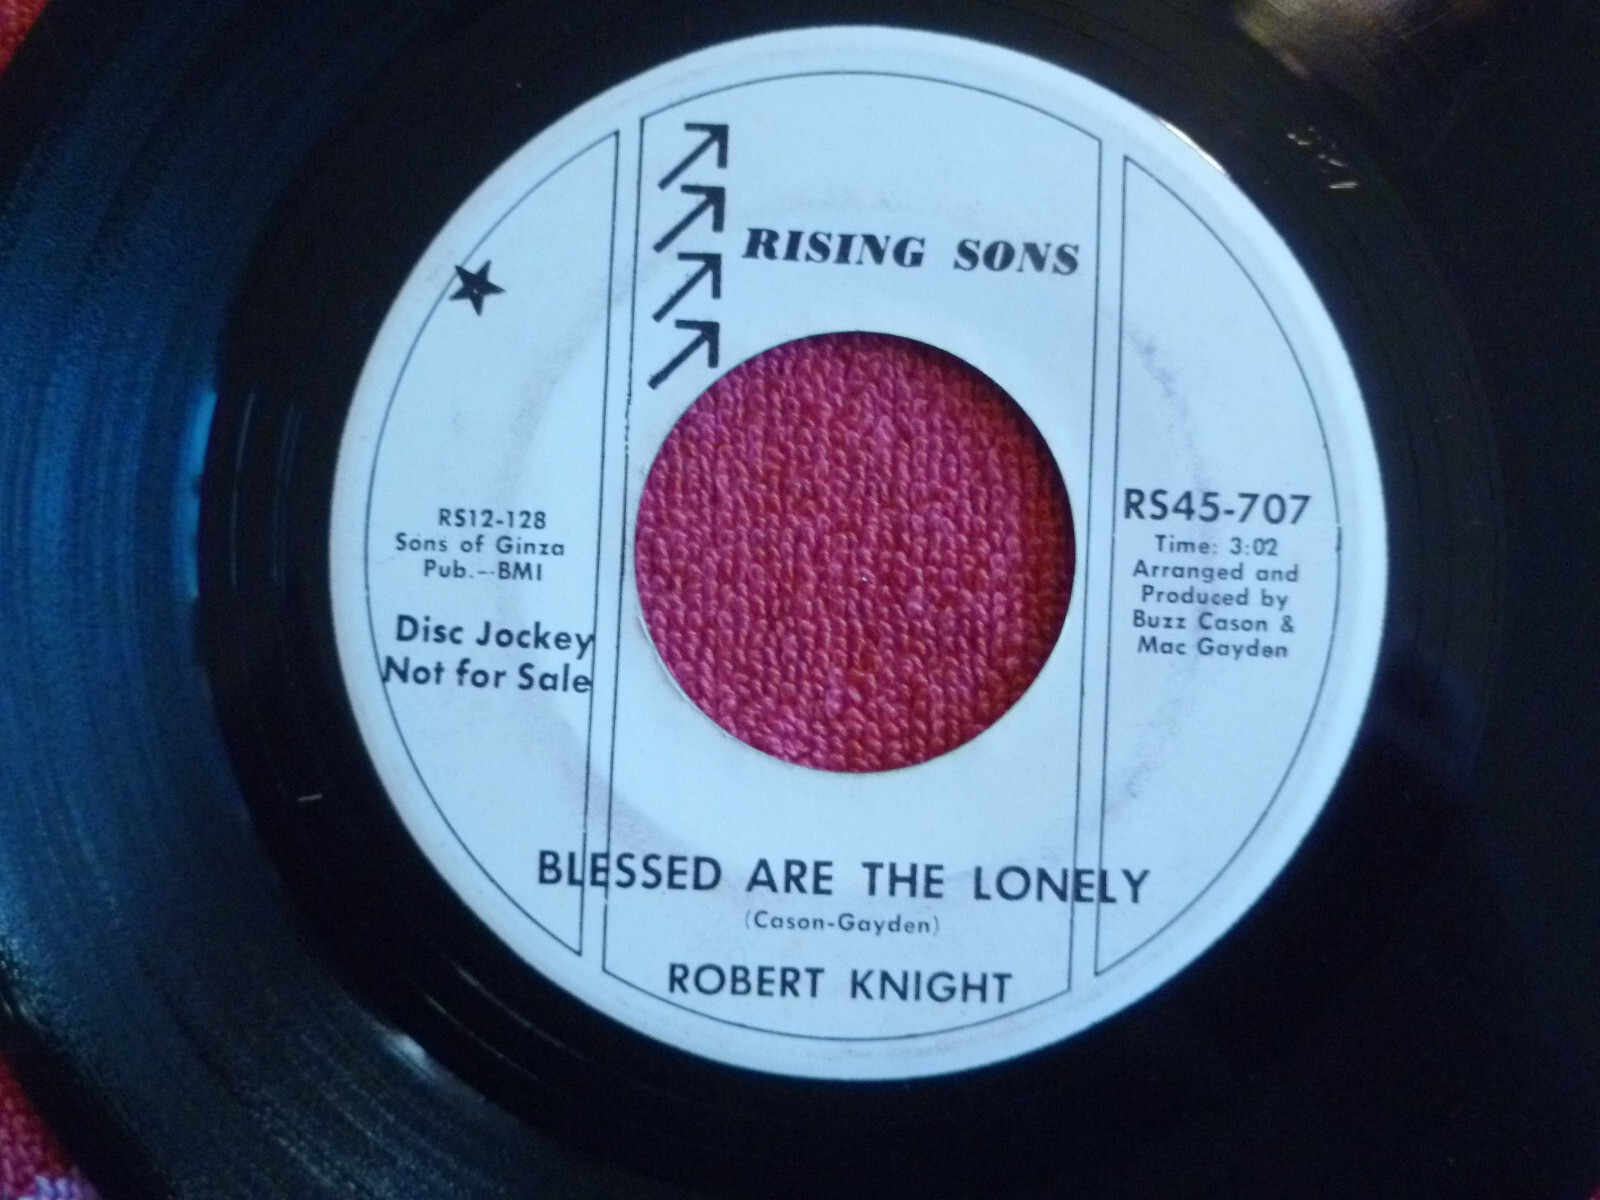 RISING SONS
RS12-128
Sons of Ginza
Pub.--BMI
Disc Jockey
Not for Sale
RS45-707
Time: 3:02
Arranged and
Produced by
Buzz Cason &
Mac Gayden
BLESSED ARE THE LONELY
(Cason-Gayden)
ROBERT KNIGHT